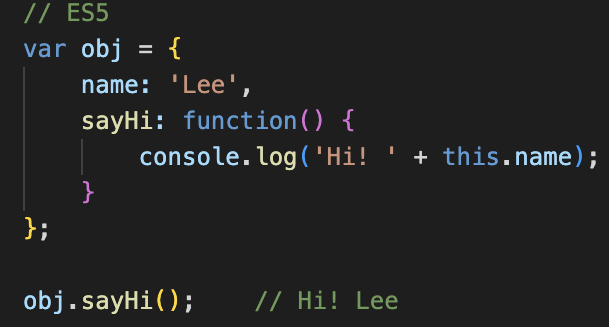 // ES5
var obj = {
    name: 'Lee',
    sayHi: function() {
        console.log('Hi! ' + this.name);
    }
};
obj.sayHi();    // Hi! Lee